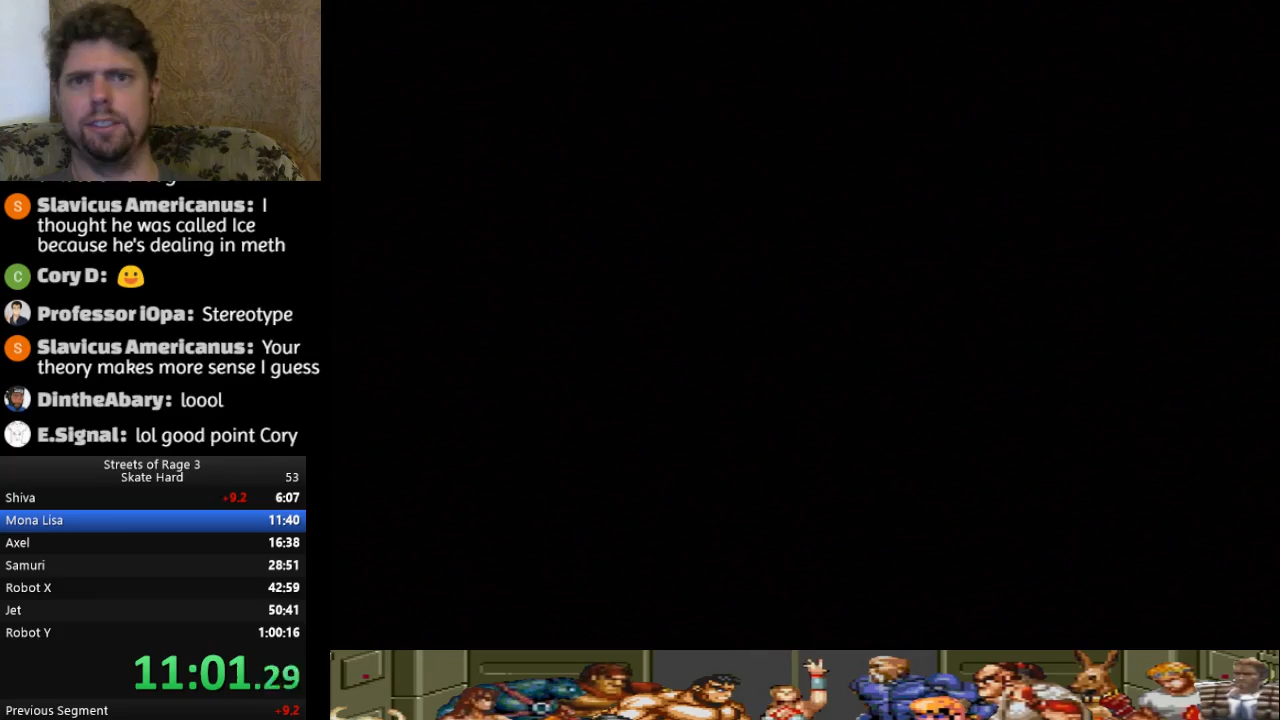 Slavicus Americanus: I
thought he was called Ice
because he's dealing in meth
Cory D:
Professor iOpa: Stereotype
Slavicus Americanus: Your
theory makes more sense I guess
DintheAbary: loool
E.Signal: lol good point Cory
Streets of Rage 3
Skate Hard 53
Shiva +9.2 6:07
Mona Lisa 11:40
Axel 16:38
Samuri 28:51
Robot X 42:59
Jet 50:41
Robot Y 1:00:16
11:01.29
Previous Segment +9.2